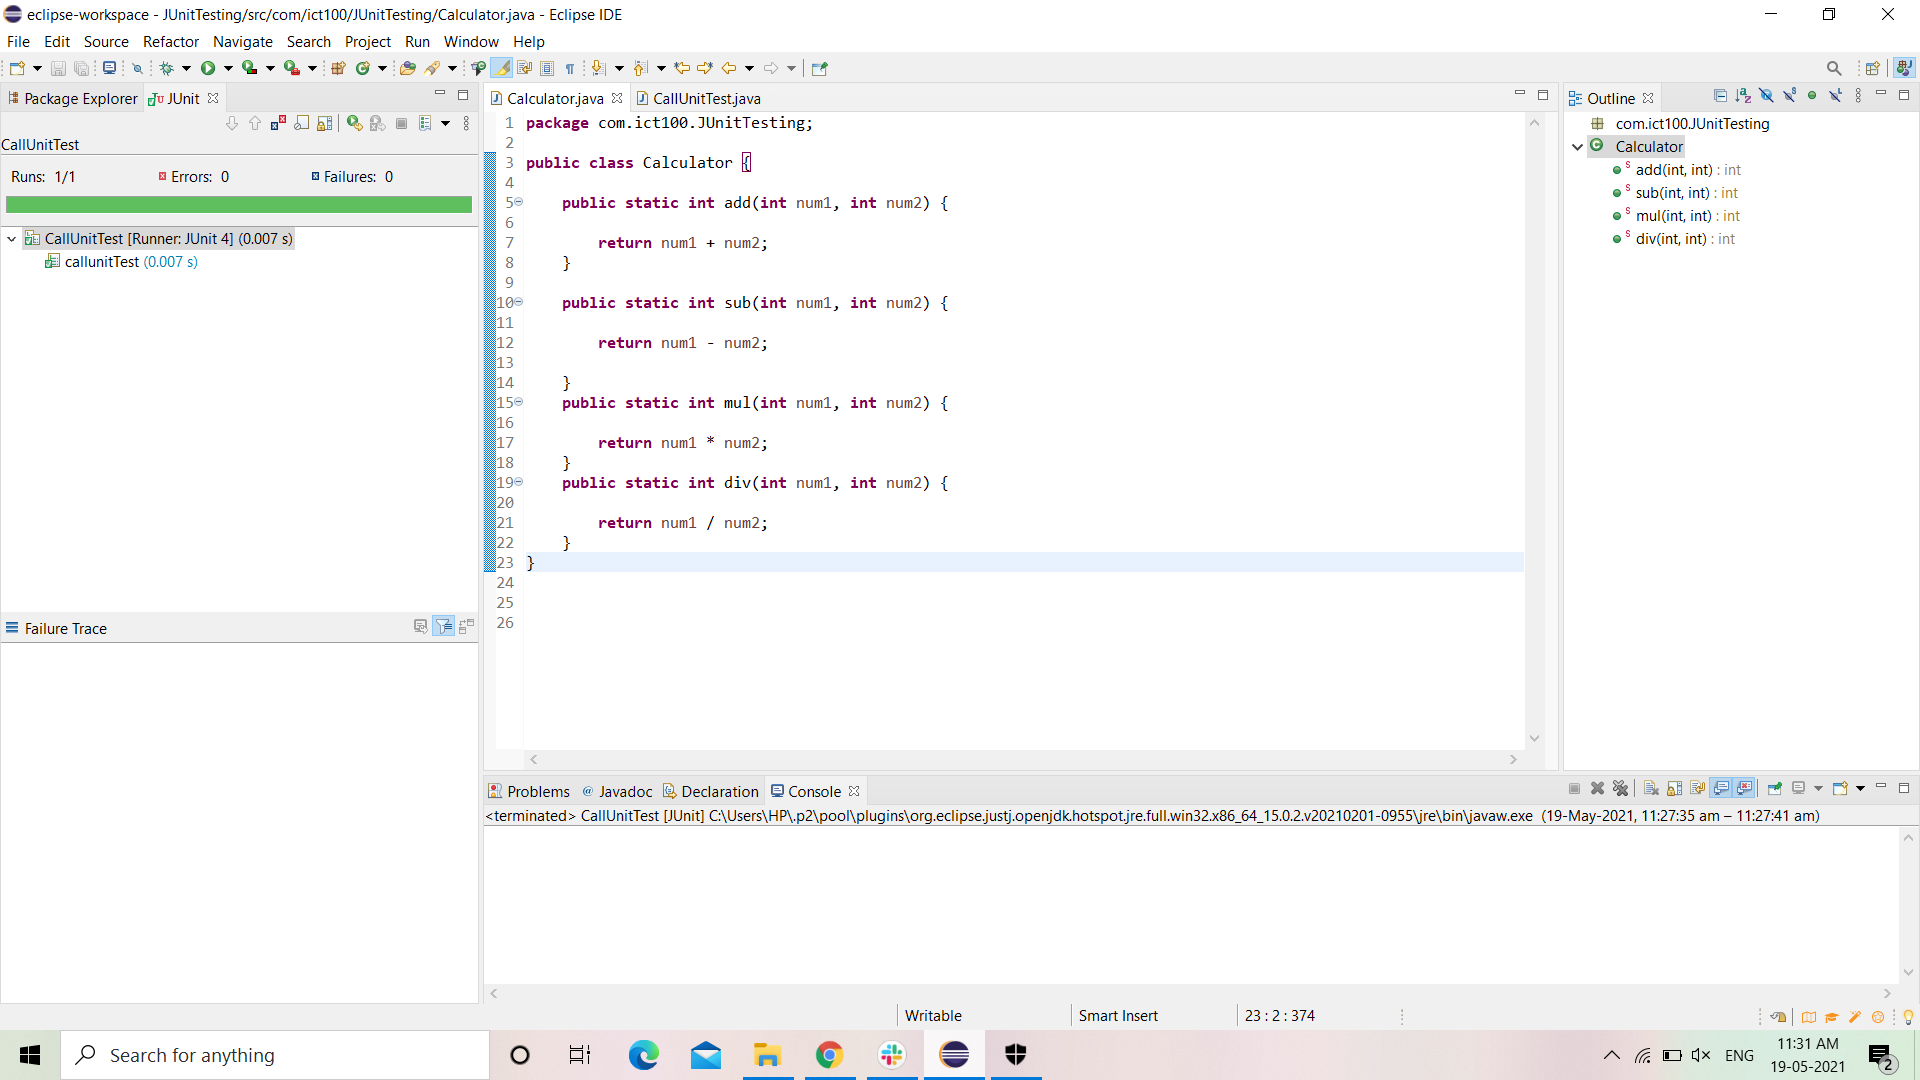 eclipse-workspace - JUnitTesting/src/com/ict100/JUnitTesting/Calculator.java - Eclipse IDE
File Edit Source Refactor Navigate Search Project Run Window Help
Package Explorer JUnit
CallUnitTest
Runs: 1/1 Errors: 0 Failures: 0
CallUnitTest [Runner: JUnit 4] (0.007 s)
callunitTest (0.007 s)
Failure Trace
Calculator.java CallUnitTest.java
1 package com.ict100.JUnitTesting;
2
3 public class Calculator {
4
5 public static int add(int num1, int num2) {
6
7 return num1 + num2;
8 }
9
10 public static int sub(int num1, int num2) {
11
12 return num1 - num2;
13
14 }
15 public static int mul(int num1, int num2) {
16
17 return num1 * num2;
18 }
19 public static int div(int num1, int num2) {
20
21 return num1 / num2;
22 }
23 }
24
25
26
Outline
com.ict100.JUnitTesting
Calculator
add(int, int) : int
sub(int, int) : int
mul(int, int) : int
div(int, int) : int
Problems @ Javadoc Declaration Console
<terminated> CallUnitTest [JUnit] C:\Users\HP\.p2\pool\plugins\org.eclipse.justj.openjdk.hotspot.jre.full.win32.x86_64_15.0.2.v20210201-0955\jre\bin\javaw.exe (19-May-2021, 11:27:35 am – 11:27:41 am)
Writable Smart Insert 23 : 2 : 374
Search for anything
ENG
11:31 AM
19-05-2021
2